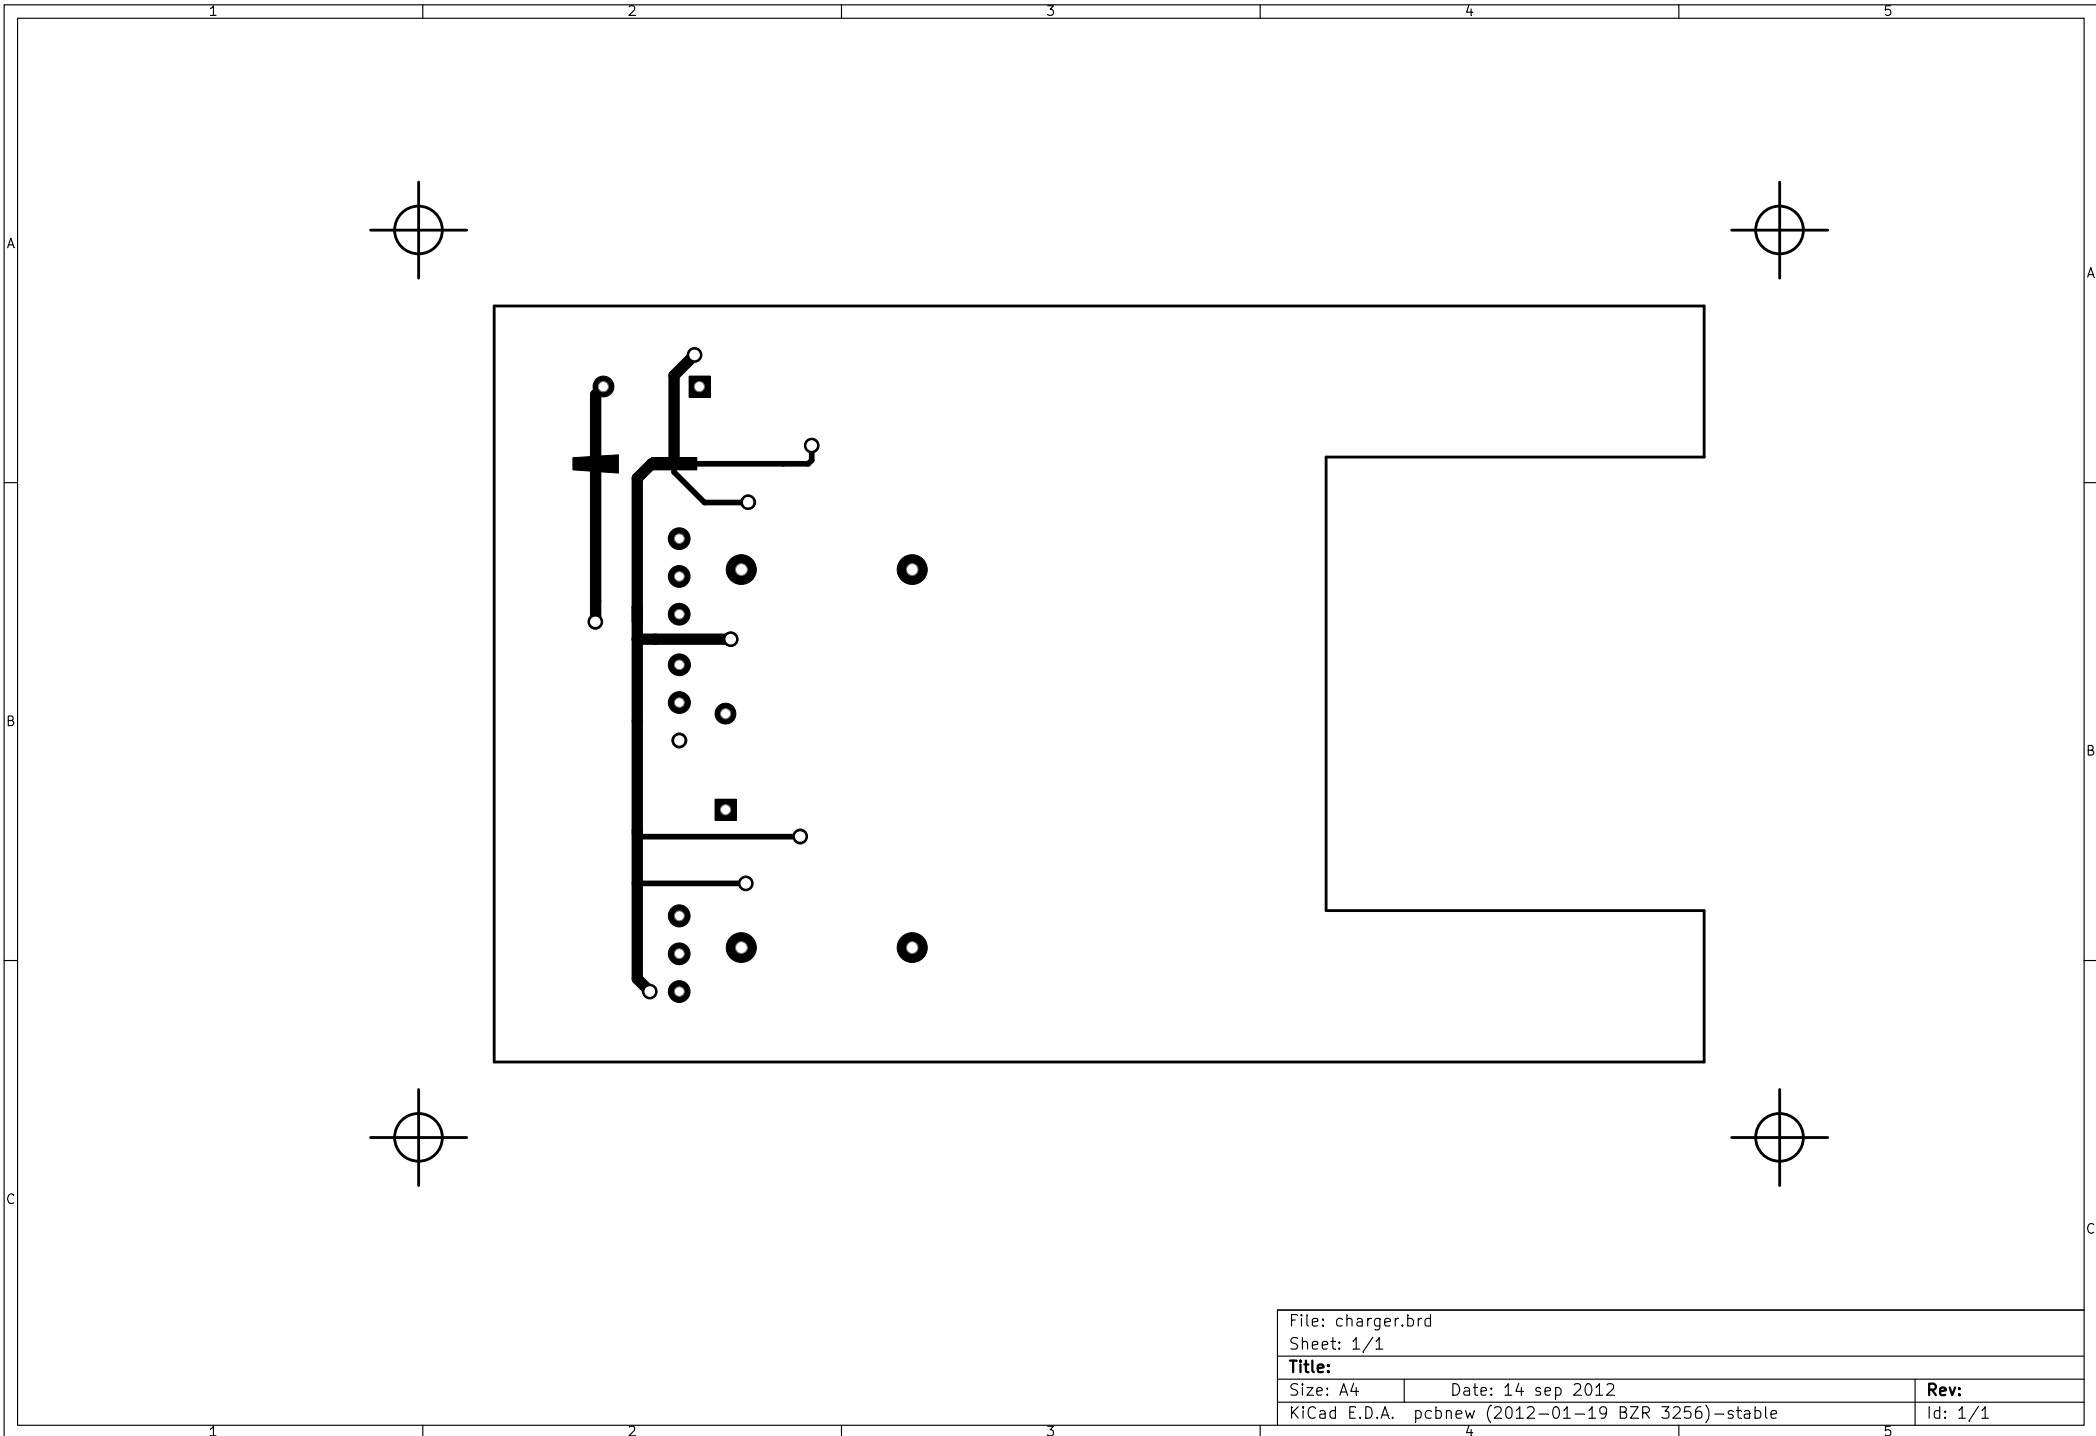 1 2 3 4 5
A A
B B
C C
File: charger.brd
Sheet: 1/1
Title:
Size: A4 Date: 14 sep 2012 Rev:
KiCad E.D.A. pcbnew (2012-01-19 BZR 3256)-stable Id: 1/1
1 2 3 4 5